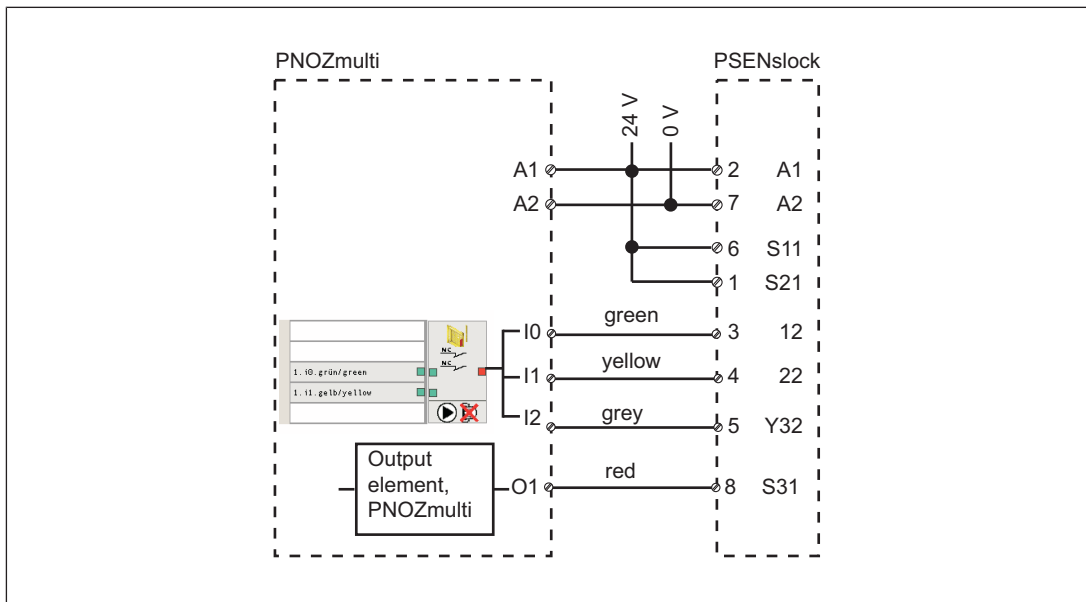 PNOZmulti
PSENslock
24 V
0 V
A1
2 A1
A2
7 A2
6 S11
1 S21
I0
green
3 12
NC
NC
1. i0.grün/green
1. i1.gelb/yellow
I1
yellow
4 22
I2
grey
5 Y32
Output
element,
PNOZmulti
O1
red
8 S31